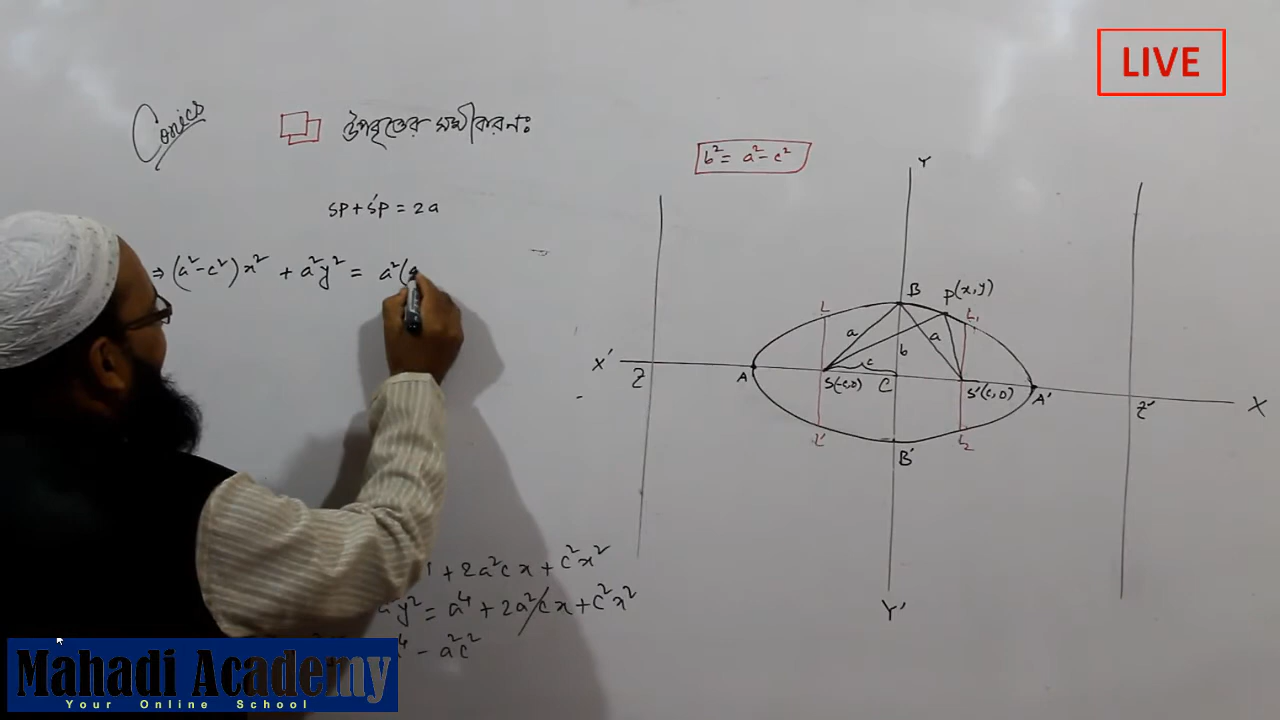 LIVE
Conics
উপবৃত্তের সমীকরণঃ
b² = a² - c²
SP + S'P = 2a
⇒ (a² - c²) x² + a²y² = a²(
+ 2a²cx + c²x²
y² = a⁴ + 2a²cx + c²x²
- a²c²
Y
B
P(x,y)
L
L₁
a
a
b
c
X'
Z
A
S(-c,0)
C
S'(c,0)
A'
Z'
X
L'
L₂
B'
Y'
Mahadi Academy
Your Online School